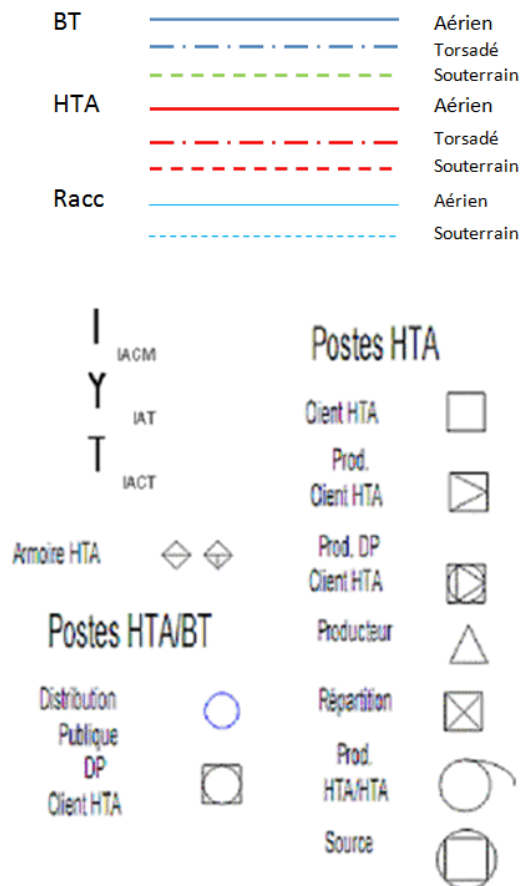 BT
Aérien
Torsadé
Souterrain
HTA
Aérien
Torsadé
Souterrain
Racc
Aérien
Souterrain
I
IACM
Y
IAT
T
IACT
Armoire HTA
Postes HTA/BT
Distribution
Publique
DP
Client HTA
Postes HTA
Client HTA
Prod.
Client HTA
Prod. DP
Client HTA
Producteur
Répartition
Prod.
HTA/HTA
Source